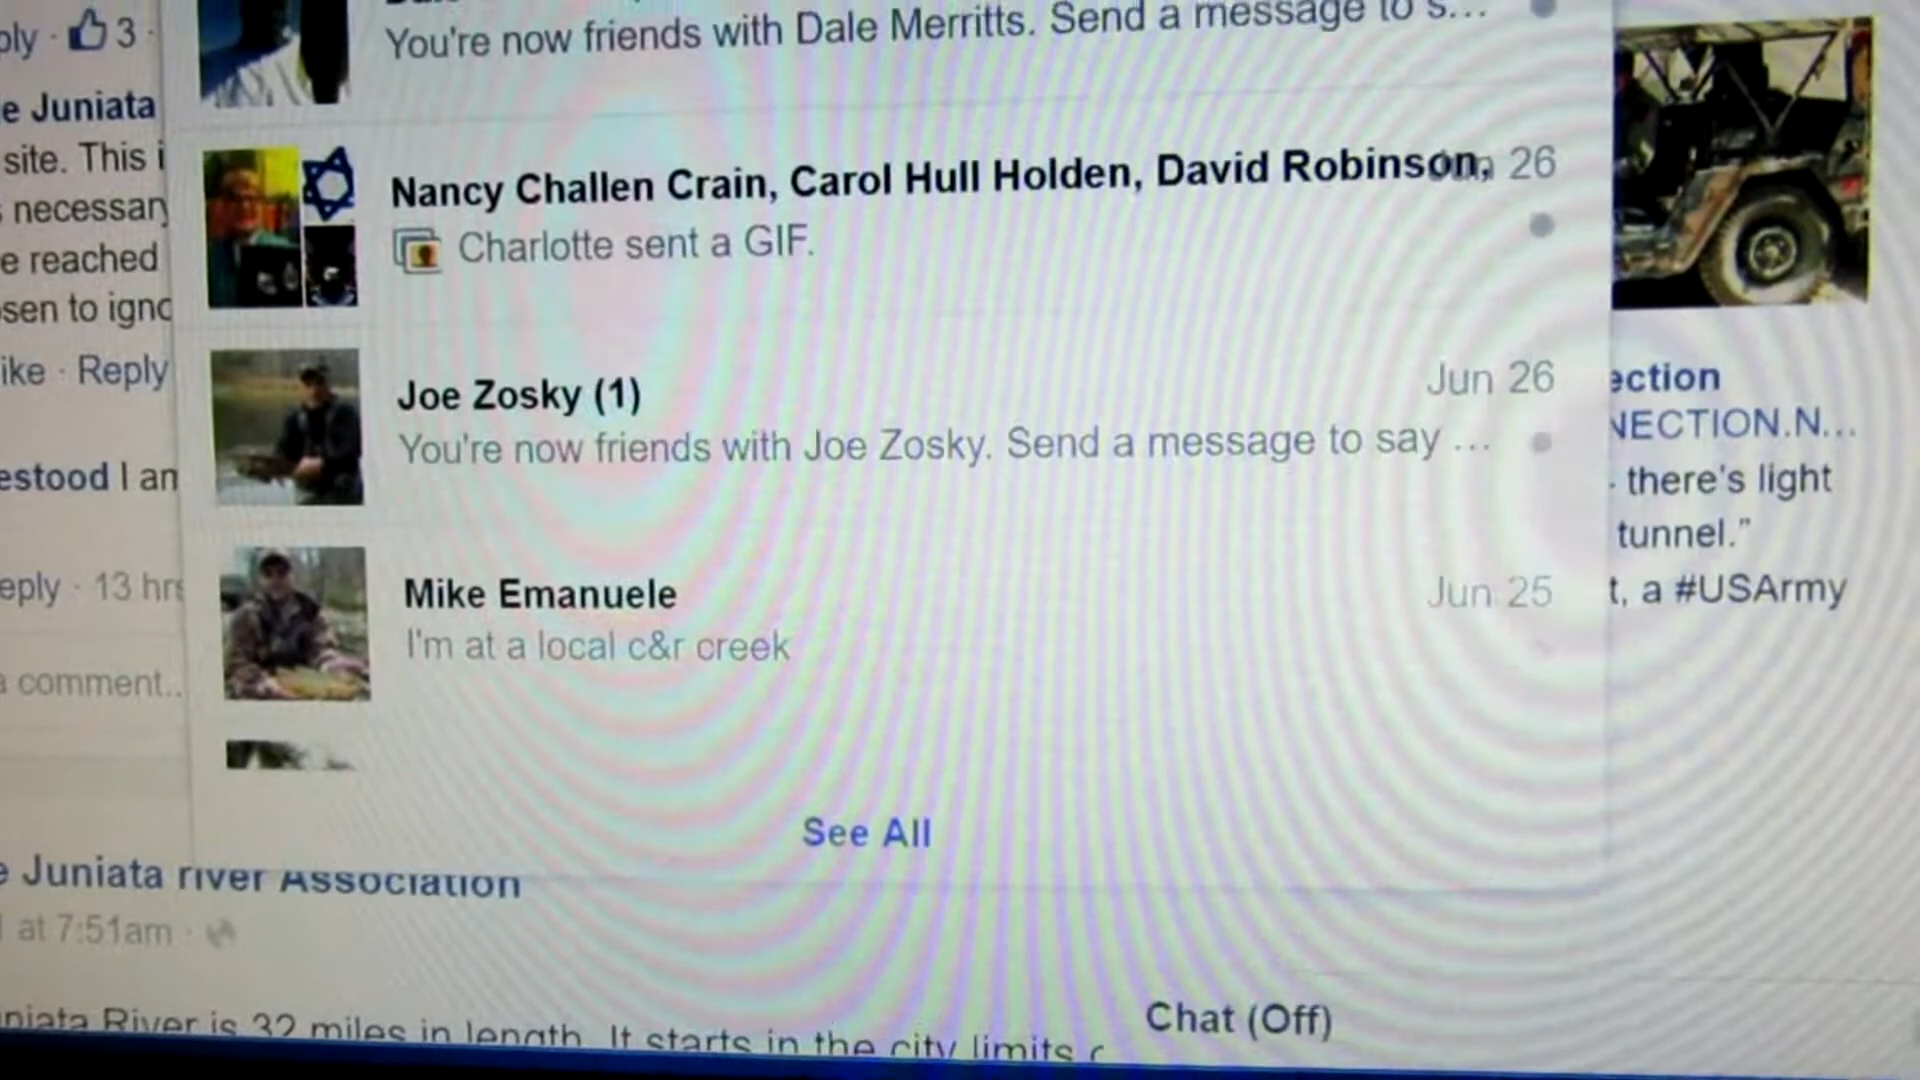 ply · 3 ·
You're now friends with Dale Merritts. Send a message to s...
e Juniata
site. This i
necessary
e reached
sen to igno
ike · Reply
estood I am
eply · 13 hrs
a comment...
Nancy Challen Crain, Carol Hull Holden, David Robinson, 26
Charlotte sent a GIF.
Joe Zosky (1) Jun 26
You're now friends with Joe Zosky. Send a message to say ...
Mike Emanuele Jun 25
I'm at a local c&r creek
See All
ection
NECTION.N...
there's light
tunnel."
t, a #USArmy
e Juniata river Association
at 7:51am ·
niata River is 32 miles in length. It starts in the city limits
Chat (Off)